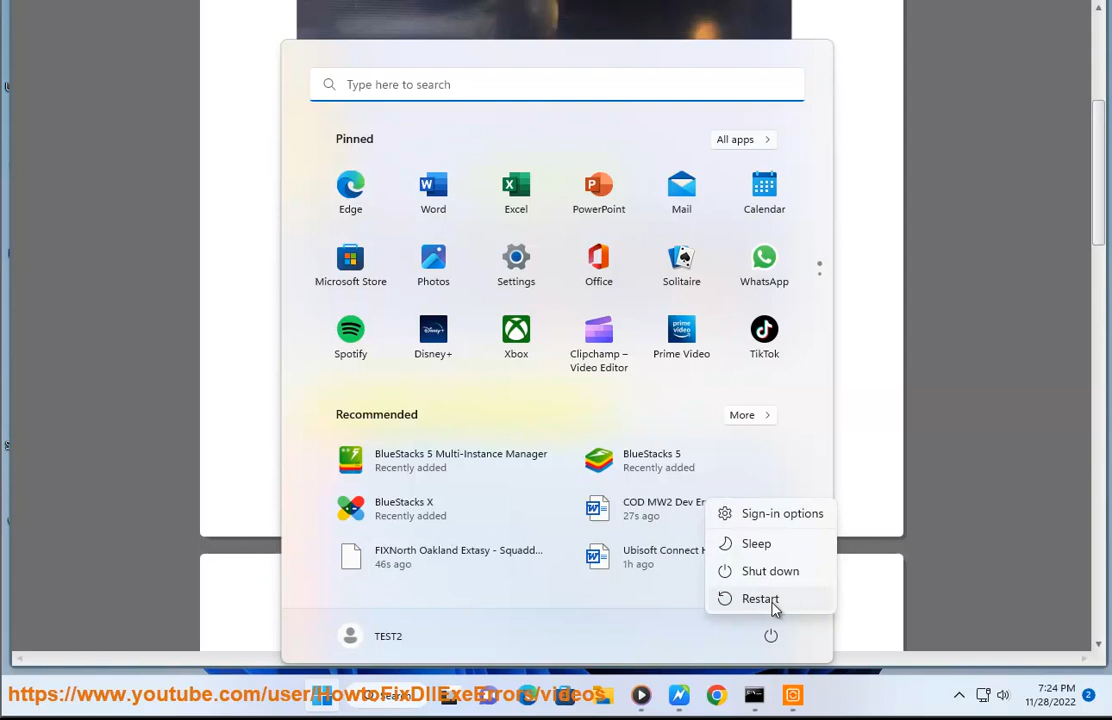 Type here to search
Pinned
All apps
Edge
Word
Excel
PowerPoint
Mail
Calendar
Microsoft Store
Photos
Settings
Office
Solitaire
WhatsApp
Spotify
Disney+
Xbox
Clipchamp –
Video Editor
Prime Video
TikTok
Recommended
More
BlueStacks 5 Multi-Instance Manager
Recently added
BlueStacks 5
Recently added
BlueStacks X
Recently added
COD MW2 Dev
27s ago
FIXNorth Oakland Extasy - Squadd...
46s ago
Ubisoft Connect
1h ago
Sign-in options
Sleep
Shut down
Restart
TEST2
https://www.youtube.com/user/HowtoFixDllExeErrors/videos
7:24 PM
11/28/2022
2